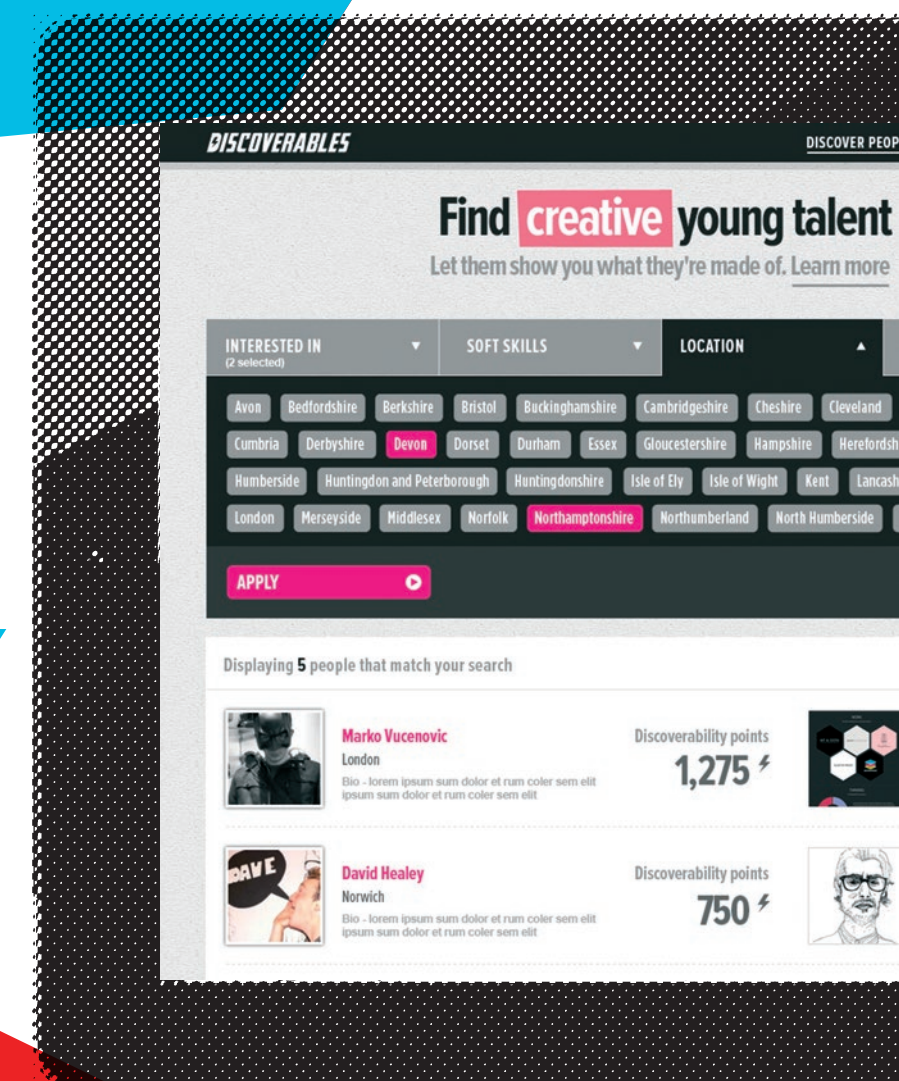 DISCOVERABLES
DISCOVER PEOP
Find creative young talent
Let them show you what they're made of. Learn more
INTERESTED IN
(2 selected)
SOFT SKILLS
LOCATION
Avon Bedfordshire Berkshire Bristol Buckinghamshire Cambridgeshire Cheshire Cleveland
Cumbria Derbyshire Devon Dorset Durham Essex Gloucestershire Hampshire Herefordsh
Humberside Huntingdon and Peterborough Huntingdonshire Isle of Ely Isle of Wight Kent Lancash
London Merseyside Middlesex Norfolk Northamptonshire Northumberland North Humberside
APPLY
Displaying 5 people that match your search
Marko Vucenovic
London
Bio - lorem ipsum sum dolor et rum coler sem elit
ipsum sum dolor et rum coler sem elit
Discoverability points
1,275
DAVE
David Healey
Norwich
Bio - lorem ipsum sum dolor et rum coler sem elit
ipsum sum dolor et rum coler sem elit
Discoverability points
750